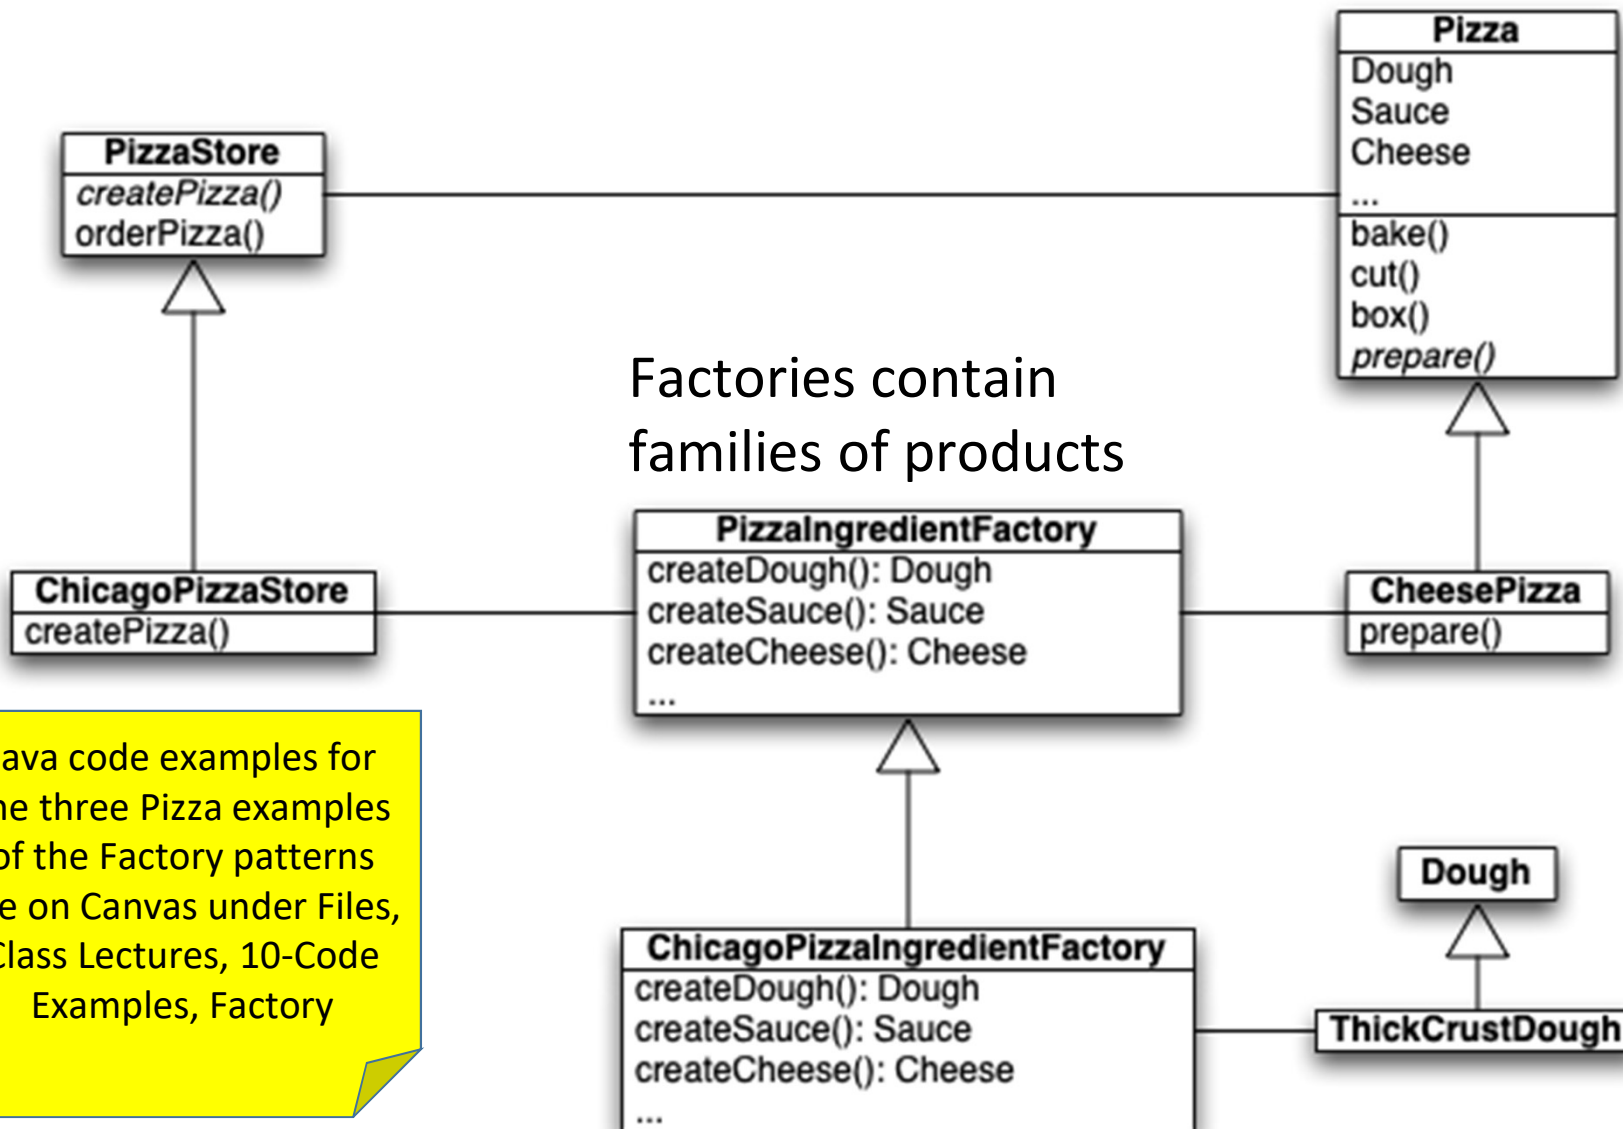 Pizza
Dough
Sauce
Cheese
...
bake()
cut()
box()
prepare()
PizzaStore
createPizza()
orderPizza()
Factories contain
families of products
PizzaIngredientFactory
createDough(): Dough
createSauce(): Sauce
createCheese(): Cheese
...
ChicagoPizzaStore
createPizza()
CheesePizza
prepare()
ava code examples for
ne three Pizza examples
of the Factory patterns
e on Canvas under Files,
Class Lectures, 10-Code
Examples, Factory
Dough
ThickCrustDough
ChicagoPizzaIngredientFactory
createDough(): Dough
createSauce(): Sauce
createCheese(): Cheese
...